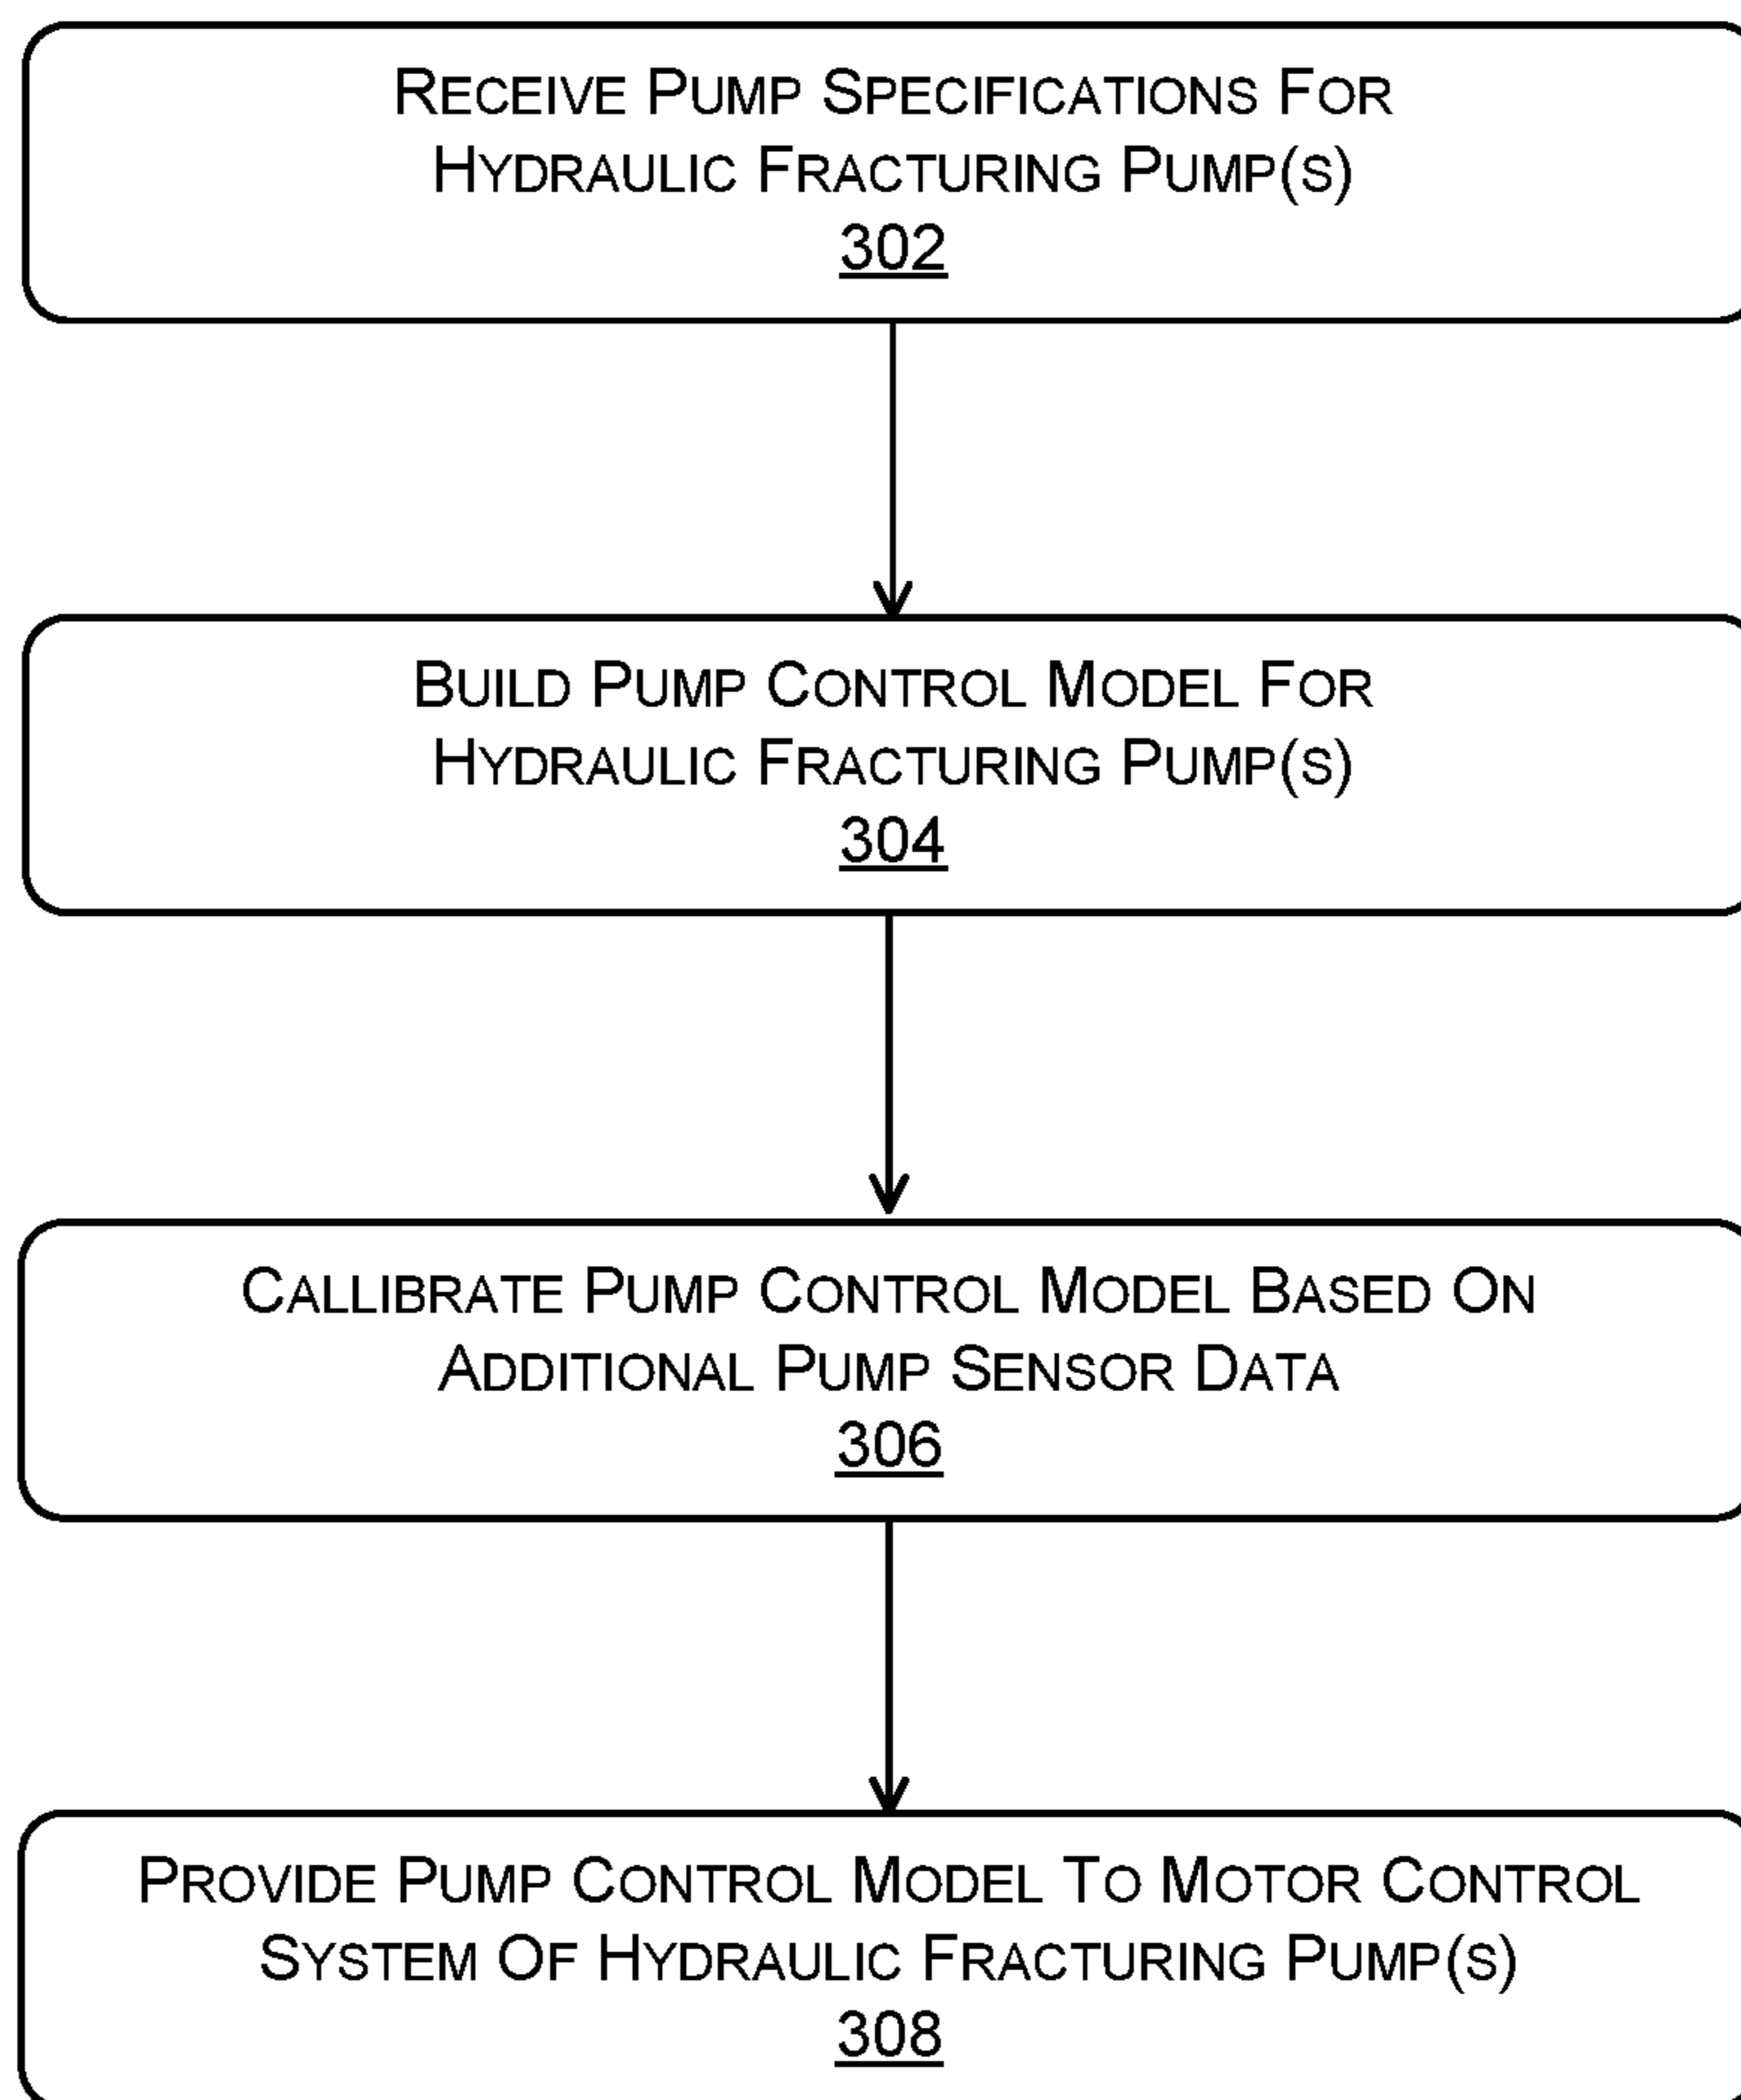 RECEIVE PUMP SPECIFICATIONS FOR
HYDRAULIC FRACTURING PUMP(S)
302
BUILD PUMP CONTROL MODEL FOR
HYDRAULIC FRACTURING PUMP(S)
304
CALLIBRATE PUMP CONTROL MODEL BASED ON
ADDITIONAL PUMP SENSOR DATA
306
PROVIDE PUMP CONTROL MODEL TO MOTOR CONTROL
SYSTEM OF HYDRAULIC FRACTURING PUMP(S)
308